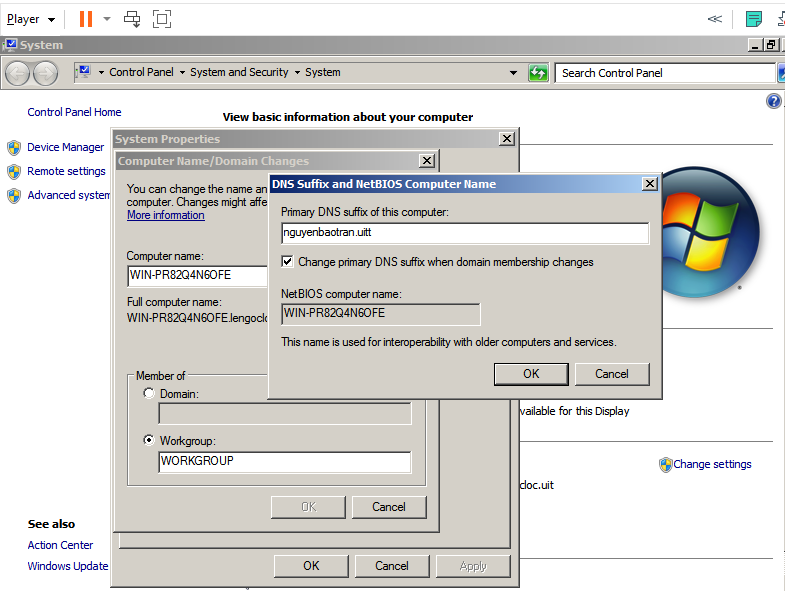 Player
System
Control Panel
System and Security
System
Search Control Panel
Control Panel Home
View basic information about your computer
Device Manager
Remote settings
Advanced system
System Properties
Computer Name/Domain Changes
You can change the name an
computer. Changes might affe
More information
Computer name:
WIN-PR82Q4N6OFE
Full computer name:
WIN-PR82Q4N6OFE.lengoclo
Member of
Domain:
Workgroup:
WORKGROUP
OK
Cancel
DNS Suffix and NetBIOS Computer Name
Primary DNS suffix of this computer:
nguyenbaotran.uitt
Change primary DNS suffix when domain membership changes
NetBIOS computer name:
WIN-PR82Q4N6OFE
This name is used for interoperability with older computers and services.
OK
Cancel
vailable for this Display
Change settings
cloc.uit
See also
Action Center
Windows Update
OK
Cancel
Apply